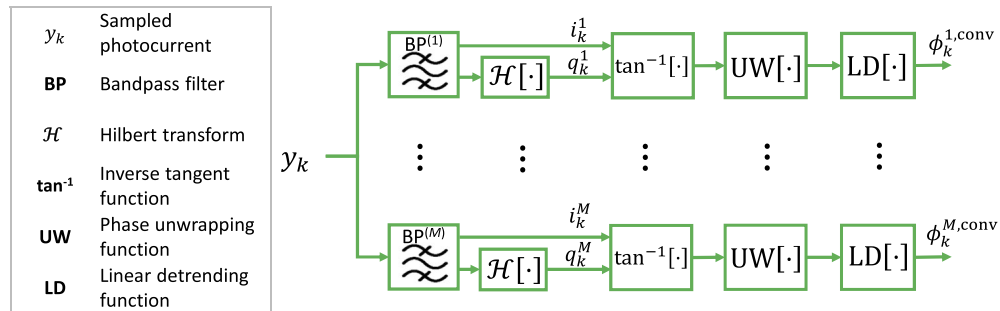 y_k Sampled
photocurrent
BP Bandpass filter
ℋ Hilbert transform
tan⁻¹ Inverse tangent
function
UW Phase unwrapping
function
LD Linear detrending
function
y_k
BP⁽¹⁾
i_k^1
q_k^1
ℋ[·]
tan⁻¹[·]
UW[·]
LD[·]
ϕ_k^{1,conv}
BP⁽ᴹ⁾
i_k^M
q_k^M
ℋ[·]
tan⁻¹[·]
UW[·]
LD[·]
ϕ_k^{M,conv}